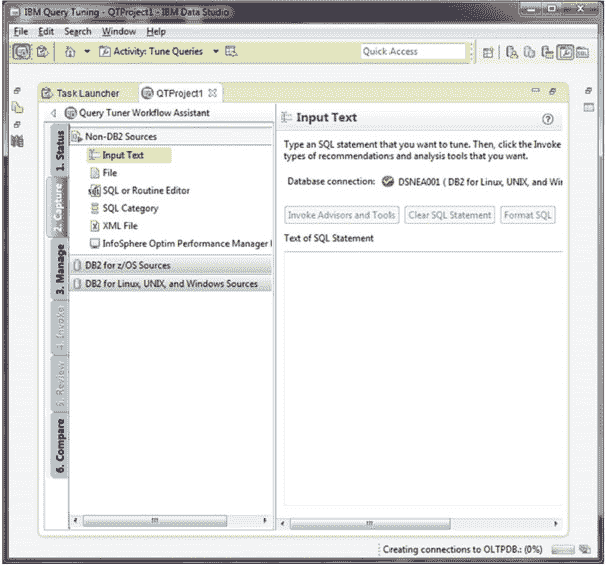 IBM Query Tuning - QTProject1 - IBM Data Studio
File Edit Search Window Help
Activity: Tune Queries
Quick Access
Task Launcher
QTProject1
Query Tuner Workflow Assistant
1. Status
2. Capture
3. Manage
4. Invoke
5. Review
6. Compare
Non-DB2 Sources
Input Text
File
SQL or Routine Editor
SQL Category
XML File
InfoSphere Optim Performance Manager
DB2 for z/OS Sources
DB2 for Linux, UNIX, and Windows Sources
Input Text
Type an SQL statement that you want to tune. Then, click the Invoke
types of recommendations and analysis tools that you want.
Database connection: DSNEA001 ( DB2 for Linux, UNIX, and Win
Invoke Advisors and Tools Clear SQL Statement Format SQL
Text of SQL Statement
Creating connections to OLTPDB.: (0%)